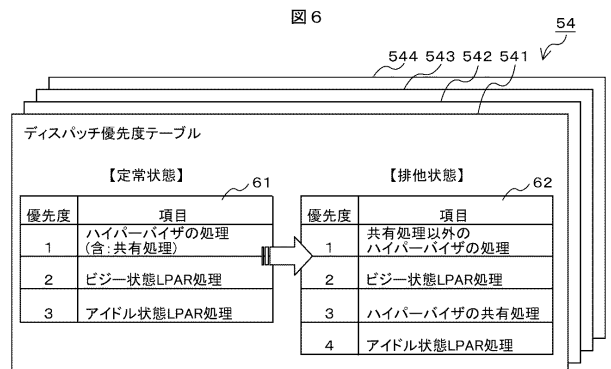 図6
54
544 543 542 541
ディスパッチ優先度テーブル
【定常状態】 61
優先度 項目
1 ハイパーバイザの処理
(含:共有処理)
2 ビジー状態LPAR処理
3 アイドル状態LPAR処理
【排他状態】 62
優先度 項目
1 共有処理以外の
ハイパーバイザの処理
2 ビジー状態LPAR処理
3 ハイパーバイザの共有処理
4 アイドル状態LPAR処理